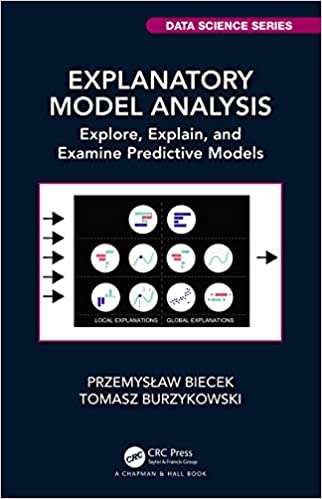 DATA SCIENCE SERIES
EXPLANATORY
MODEL ANALYSIS
Explore, Explain, and
Examine Predictive Models
LOCAL EXPLANATIONS
GLOBAL EXPLANATIONS
PRZEMYSŁAW BIECEK
TOMASZ BURZYKOWSKI
CRC
CRC Press
Taylor & Francis Group
A CHAPMAN & HALL BOOK